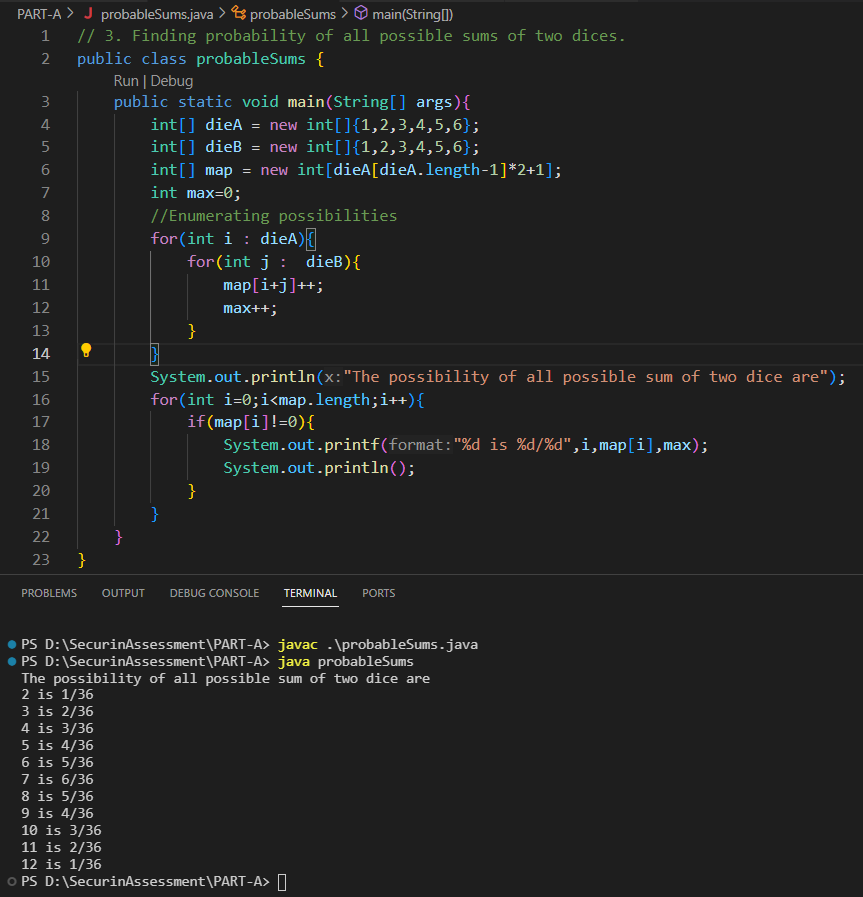 PART-A > J probableSums.java > probableSums > main(String[])
1 // 3. Finding probability of all possible sums of two dices.
2 public class probableSums {
Run | Debug
3 public static void main(String[] args){
4 int[] dieA = new int[]{1,2,3,4,5,6};
5 int[] dieB = new int[]{1,2,3,4,5,6};
6 int[] map = new int[dieA[dieA.length-1]*2+1];
7 int max=0;
8 //Enumerating possibilities
9 for(int i : dieA){
10 for(int j :  dieB){
11 map[i+j]++;
12 max++;
13 }
14 }
15 System.out.println(x:"The possibility of all possible sum of two dice are");
16 for(int i=0;i<map.length;i++){
17 if(map[i]!=0){
18 System.out.printf(format:"%d is %d/%d",i,map[i],max);
19 System.out.println();
20 }
21 }
22 }
23 }
PROBLEMS OUTPUT DEBUG CONSOLE TERMINAL PORTS
PS D:\SecurinAssessment\PART-A> javac .\probableSums.java
PS D:\SecurinAssessment\PART-A> java probableSums
The possibility of all possible sum of two dice are
2 is 1/36
3 is 2/36
4 is 3/36
5 is 4/36
6 is 5/36
7 is 6/36
8 is 5/36
9 is 4/36
10 is 3/36
11 is 2/36
12 is 1/36
PS D:\SecurinAssessment\PART-A>